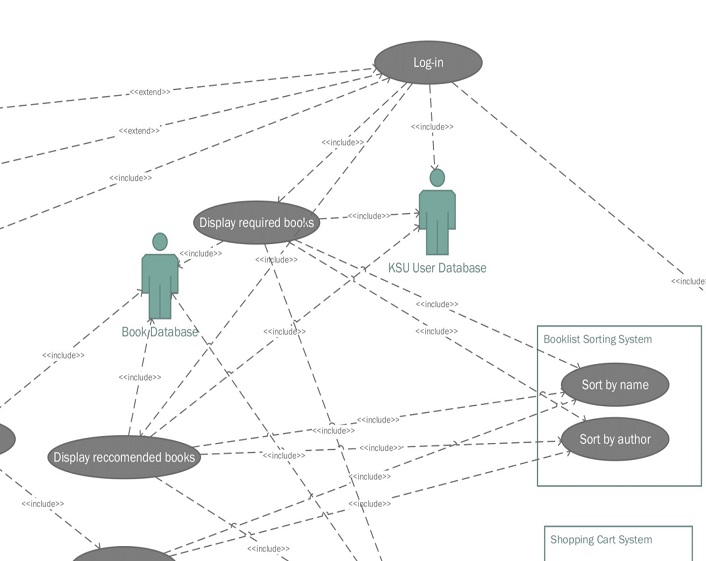 Log-in
<<extend>>
<<include>>
<<extend>>
<<include>>
<<include>>
Display required books
<<include>>
<<include>>
<<include>>
KSU User Database
<<include>>
<<include>>
Book Database
<<include>>
<<include>>
Booklist Sorting System
<<include>>
<<include>>
Sort by name
<<include>>
<<include>>
Sort by author
<<include>>
Display reccomended books
<<include>>
<<include>>
<<include>>
Shopping Cart System
<<include>>